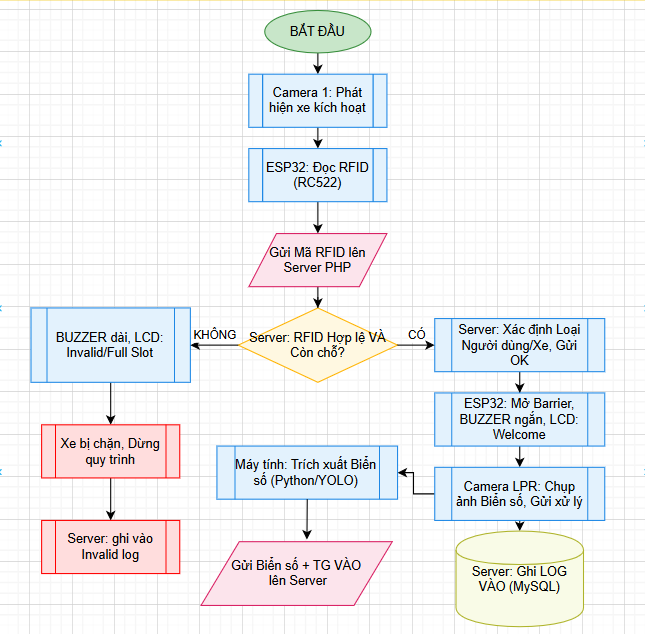 BẮT ĐẦU
Camera 1: Phát
hiện xe kích hoạt
ESP32: Đọc RFID
(RC522)
Gửi Mã RFID lên
Server PHP
Server: RFID Hợp lệ VÀ
Còn chỗ?
KHÔNG
CÓ
BUZZER dài, LCD:
Invalid/Full Slot
Xe bị chặn, Dừng
quy trình
Server: ghi vào
Invalid log
Server: Xác định Loại
Người dùng/Xe, Gửi
OK
ESP32: Mở Barrier,
BUZZER ngắn, LCD:
Welcome
Camera LPR: Chụp
ảnh Biển số, Gửi xử lý
Máy tính: Trích xuất Biển
số (Python/YOLO)
Gửi Biển số + TG VÀO
lên Server
Server: Ghi LOG
VÀO (MySQL)